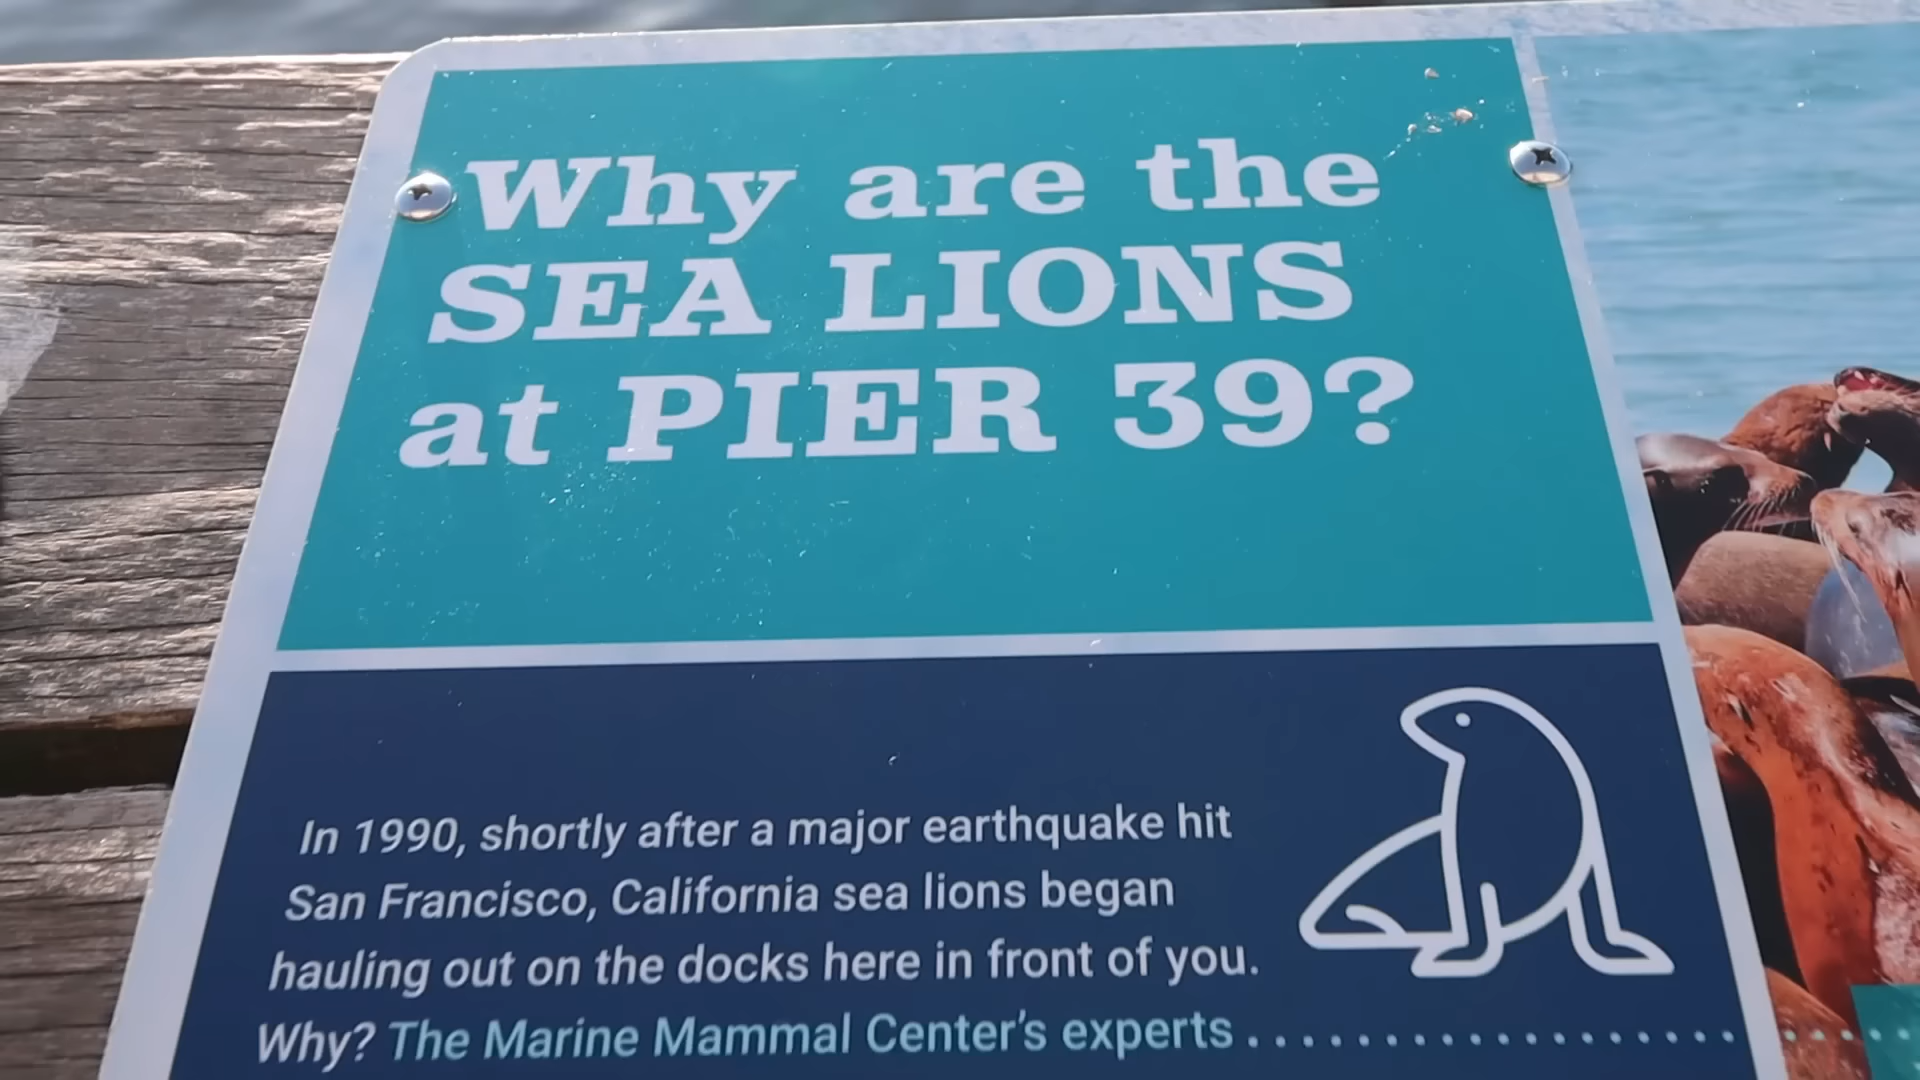 Why are the
SEA LIONS
at PIER 39?
In 1990, shortly after a major earthquake hit
San Francisco, California sea lions began
hauling out on the docks here in front of you.
Why? The Marine Mammal Center's experts....................